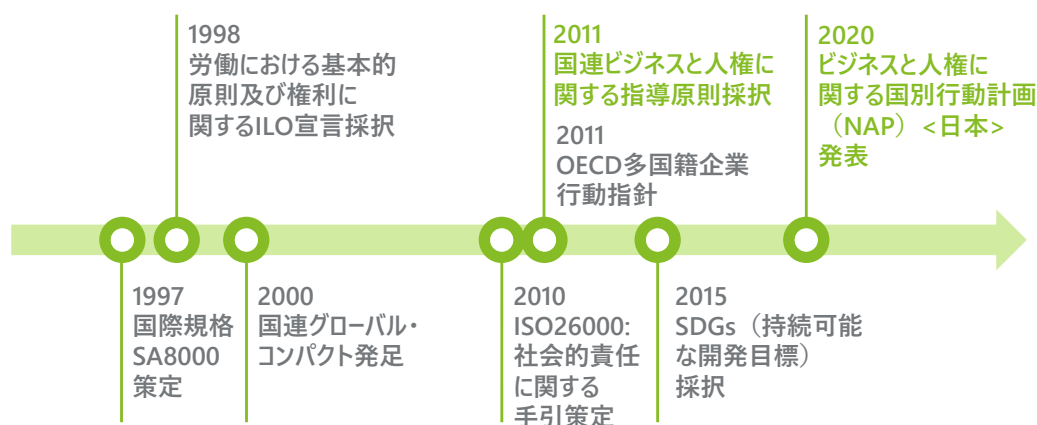 1998
労働における基本的
原則及び権利に
関するILO宣言採択
2011
国連ビジネスと人権に
関する指導原則採択
2011
OECD多国籍企業
行動指針
2020
ビジネスと人権に
関する国別行動計画
（NAP）<日本>
発表
1997
国際規格
SA8000
策定
2000
国連グローバル・
コンパクト発足
2010
ISO26000:
社会的責任
に関する
手引策定
2015
SDGs（持続可能
な開発目標）
採択